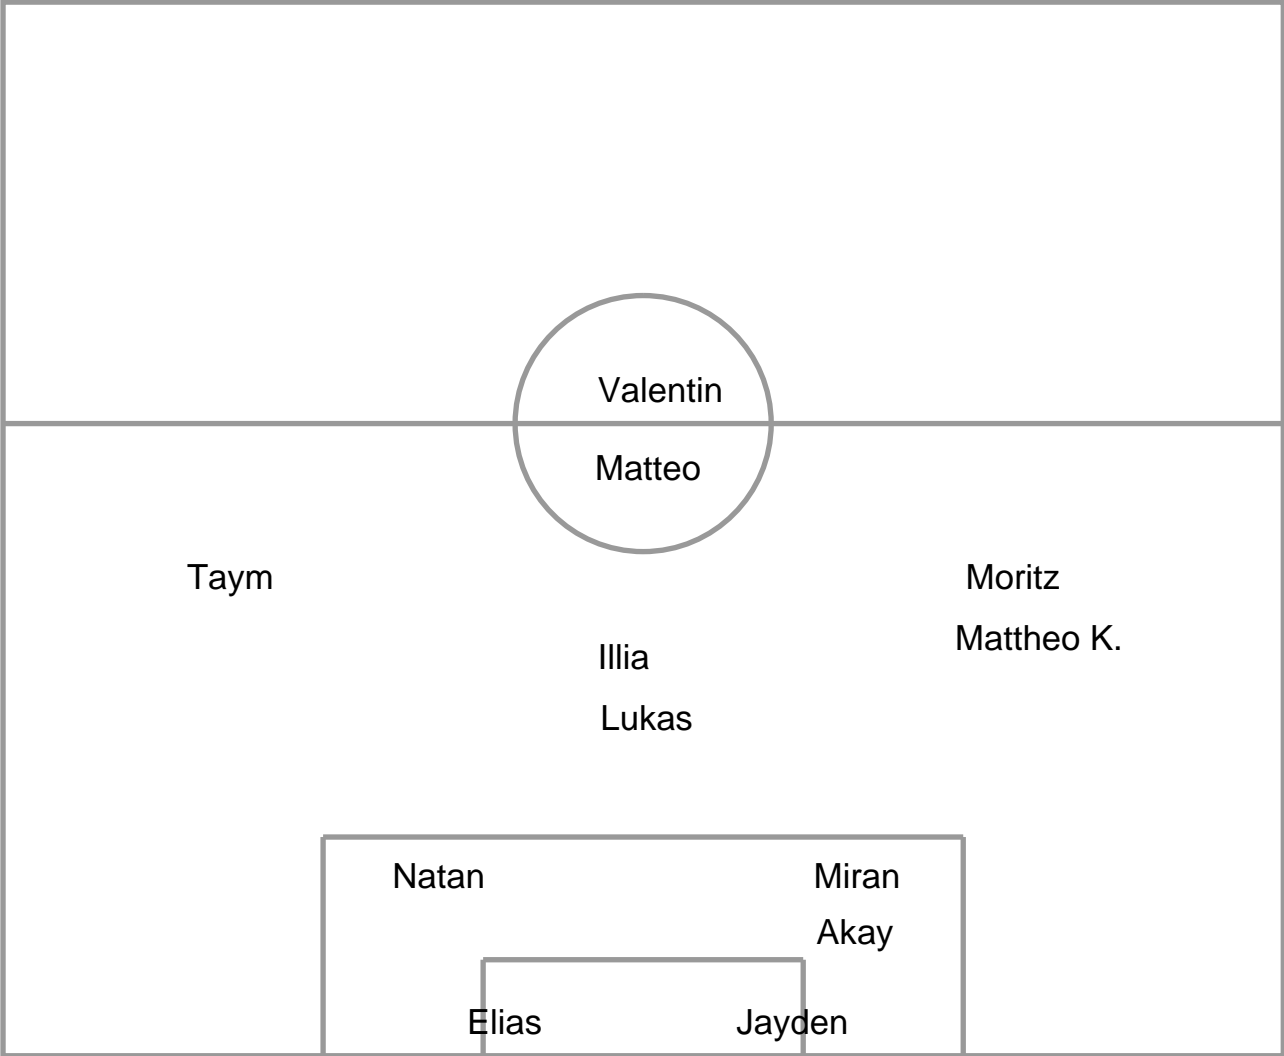 Valentin
Matteo
Taym
Moritz
Mattheo K.
Illia
Lukas
Natan
Miran
Akay
Elias
Jayden